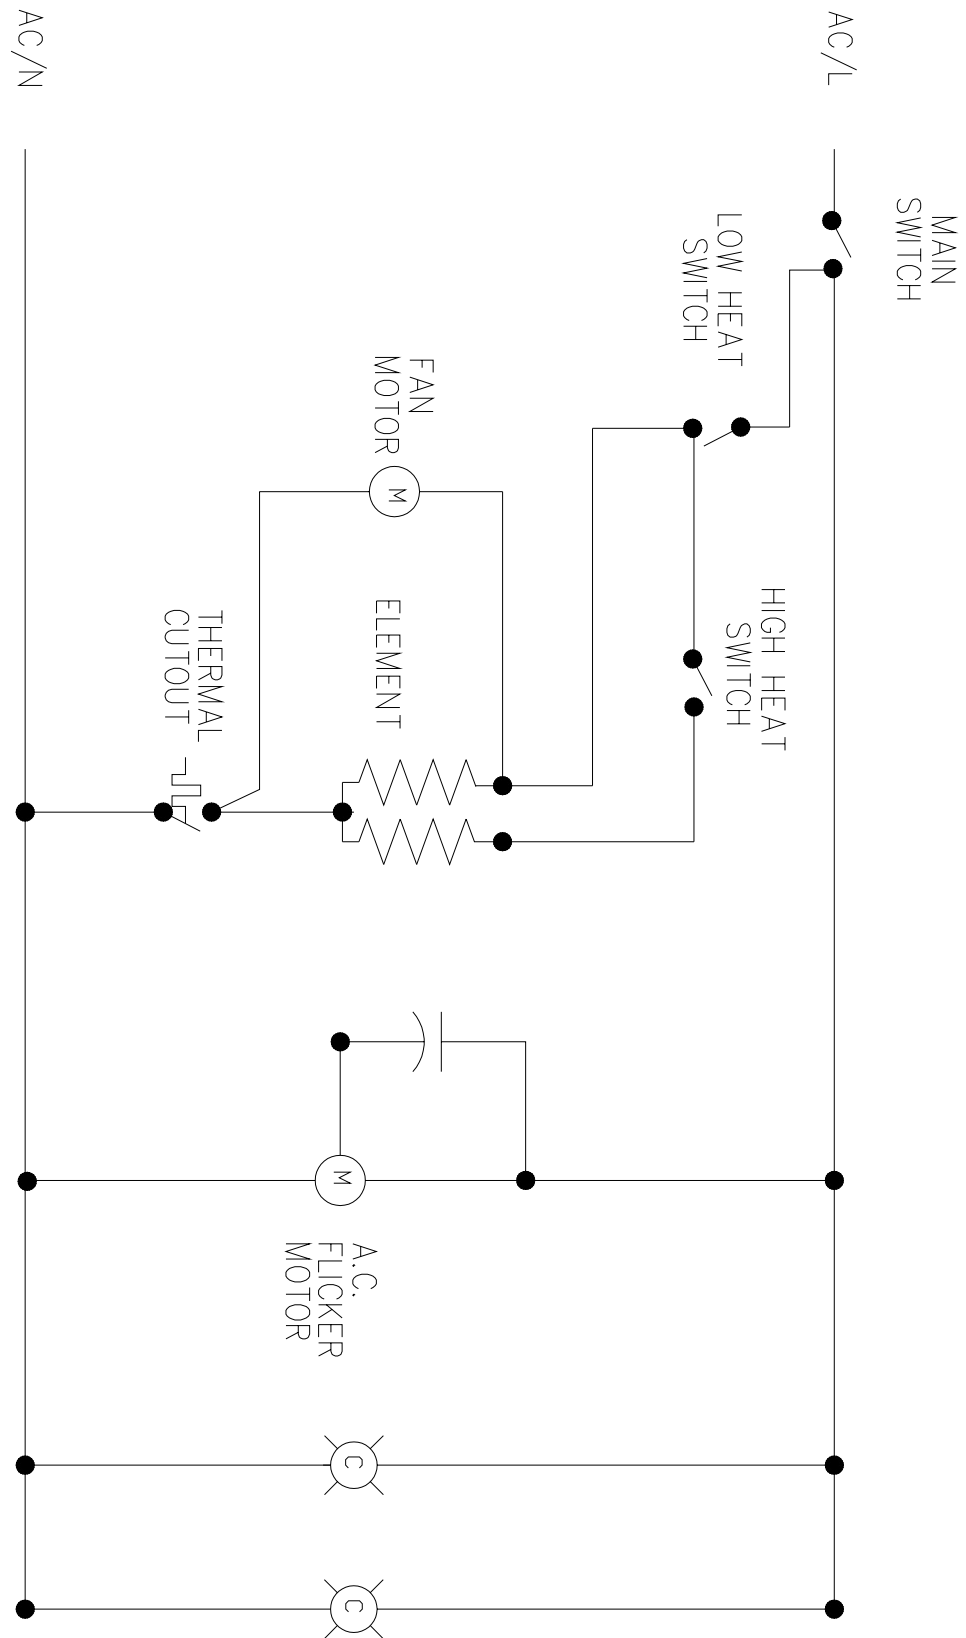 AC/L
MAIN
SWITCH
LOW HEAT
SWITCH
HIGH HEAT
SWITCH
FAN
MOTOR
M
ELEMENT
THERMAL
CUTOUT
M
A.C.
FLICKER
MOTOR
C
C
AC/N